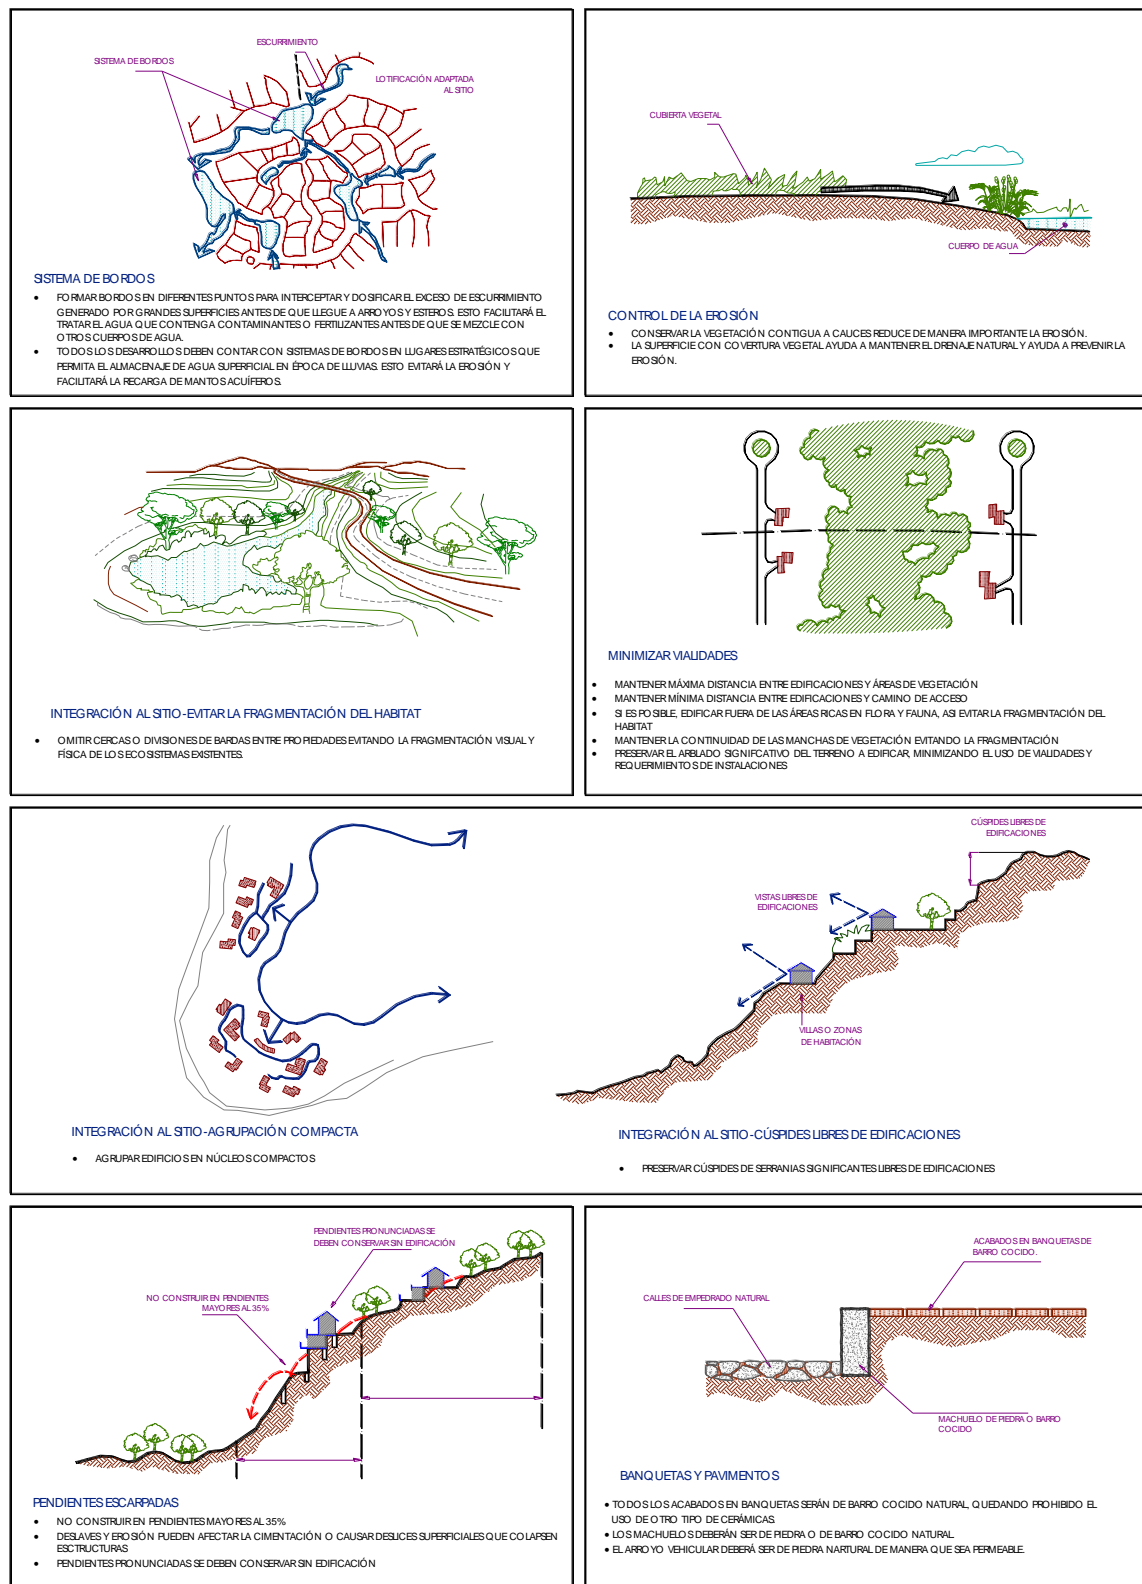 ESCURRIMIENTO
SISTEMA DE BORDOS
LOTIFICACIÓN ADAPTADA
AL SITIO
SISTEMA DE BORDOS
• FORMAR BORDOS EN DIFERENTES PUNTOS PARA INTERCEPTAR Y DOSIFICAR EL EXCESO DE ESCURRIMIENTO
GENERADO POR GRANDES SUPERFICIES ANTES DE QUE LLEGUE A ARROYOS Y ESTEROS. ESTO FACILITARÁ EL
TRATAR EL AGUA QUE CONTENGA CONTAMINANTES O FERTILIZANTES ANTES DE QUE SE MEZCLE CON
OTROS CUERPOS DE AGUA.
• TODOS LOS DESARROLLOS DEBEN CONTAR CON SISTEMAS DE BORDOS EN LUGARES ESTRATÉGICOS QUE
PERMITA EL ALMACENAJE DE AGUA SUPERFICIAL EN ÉPOCA DE LLUVIAS. ESTO EVITARÁ LA EROSIÓN Y
FACILITARÁ LA RECARGA DE MANTOS ACUÍFEROS.
CUBIERTA VEGETAL
CUERPO DE AGUA
CONTROL DE LA EROSIÓN
• CONSERVAR LA VEGETACIÓN CONTIGUA A CAUCES REDUCE DE MANERA IMPORTANTE LA EROSIÓN.
• LA SUPERFICIE CON COVERTURA VEGETAL AYUDA A MANTENER EL DRENAJE NATURAL Y AYUDA A PREVENIR LA
EROSIÓN.
INTEGRACIÓN AL SITIO-EVITAR LA FRAGMENTACIÓN DEL HABITAT
• OMITIR CERCAS O DIVISIONES DE BARDAS ENTRE PROPIEDADES EVITANDO LA FRAGMENTACIÓN VISUAL Y
FÍSICA DE LOS ECOSISTEMAS EXISTENTES.
MINIMIZAR VIALIDADES
• MANTENER MÁXIMA DISTANCIA ENTRE EDIFICACIONES Y ÁREAS DE VEGETACIÓN
• MANTENER MÍNIMA DISTANCIA ENTRE EDIFICACIONES Y CAMINO DE ACCESO
• SI ES POSIBLE, EDIFICAR FUERA DE LAS ÁREAS RICAS EN FLORA Y FAUNA, ASI EVITAR LA FRAGMENTACIÓN DEL
HABITAT
• MANTENER LA CONTINUIDAD DE LAS MANCHAS DE VEGETACIÓN EVITANDO LA FRAGMENTACIÓN
• PRESERVAR EL ARBLADO SIGNIFCATIVO DEL TERRENO A EDIFICAR, MINIMIZANDO EL USO DE VIALIDADES Y
REQUERIMIENTOS DE INSTALACIONES
INTEGRACIÓN AL SITIO-AGRUPACIÓN COMPACTA
• AGRUPAR EDIFICIOS EN NÚCLEOS COMPACTOS
CÚSPIDES LIBRES DE
EDIFICACIONES
VISTAS LIBRES DE
EDIFICACIONES
VILLAS O ZONAS
DE HABITACIÓN
INTEGRACIÓN AL SITIO-CÚSPIDES LIBRES DE EDIFICACIONES
• PRESERVAR CÚSPIDES DE SERRANIAS SIGNIFICANTES LIBRES DE EDIFICACIONES
PENDIENTES PRONUNCIADAS SE
DEBEN CONSERVAR SIN EDIFICACIÓN
NO CONSTRUIR EN PENDIENTES
MAYORES AL 35%
PENDIENTES ESCARPADAS
• NO CONSTRUIR EN PENDIENTES MAYORES AL 35%
• DESLAVES Y EROSIÓN PUEDEN AFECTAR LA CIMENTACIÓN O CAUSAR DESLICES SUPERFICIALES QUE COLAPSEN
ESCTRUCTURAS
• PENDIENTES PRONUNCIADAS SE DEBEN CONSERVAR SIN EDIFICACIÓN
ACABADOS EN BANQUETAS DE
BARRO COCIDO.
CALLES DE EMPEDRADO NATURAL
MACHUELO DE PIEDRA O BARRO
COCIDO
BANQUETAS Y PAVIMENTOS
• TODOS LOS ACABADOS EN BANQUETAS SERÁN DE BARRO COCIDO NATURAL, QUEDANDO PROHIBIDO EL
USO DE OTRO TIPO DE CERÁMICAS.
• LOS MACHUELOS DEBERÁN SER DE PIEDRA O DE BARRO COCIDO NATURAL
• EL ARROYO VEHICULAR DEBERÁ SER DE PIEDRA NARTURAL DE MANERA QUE SEA PERMEABLE.